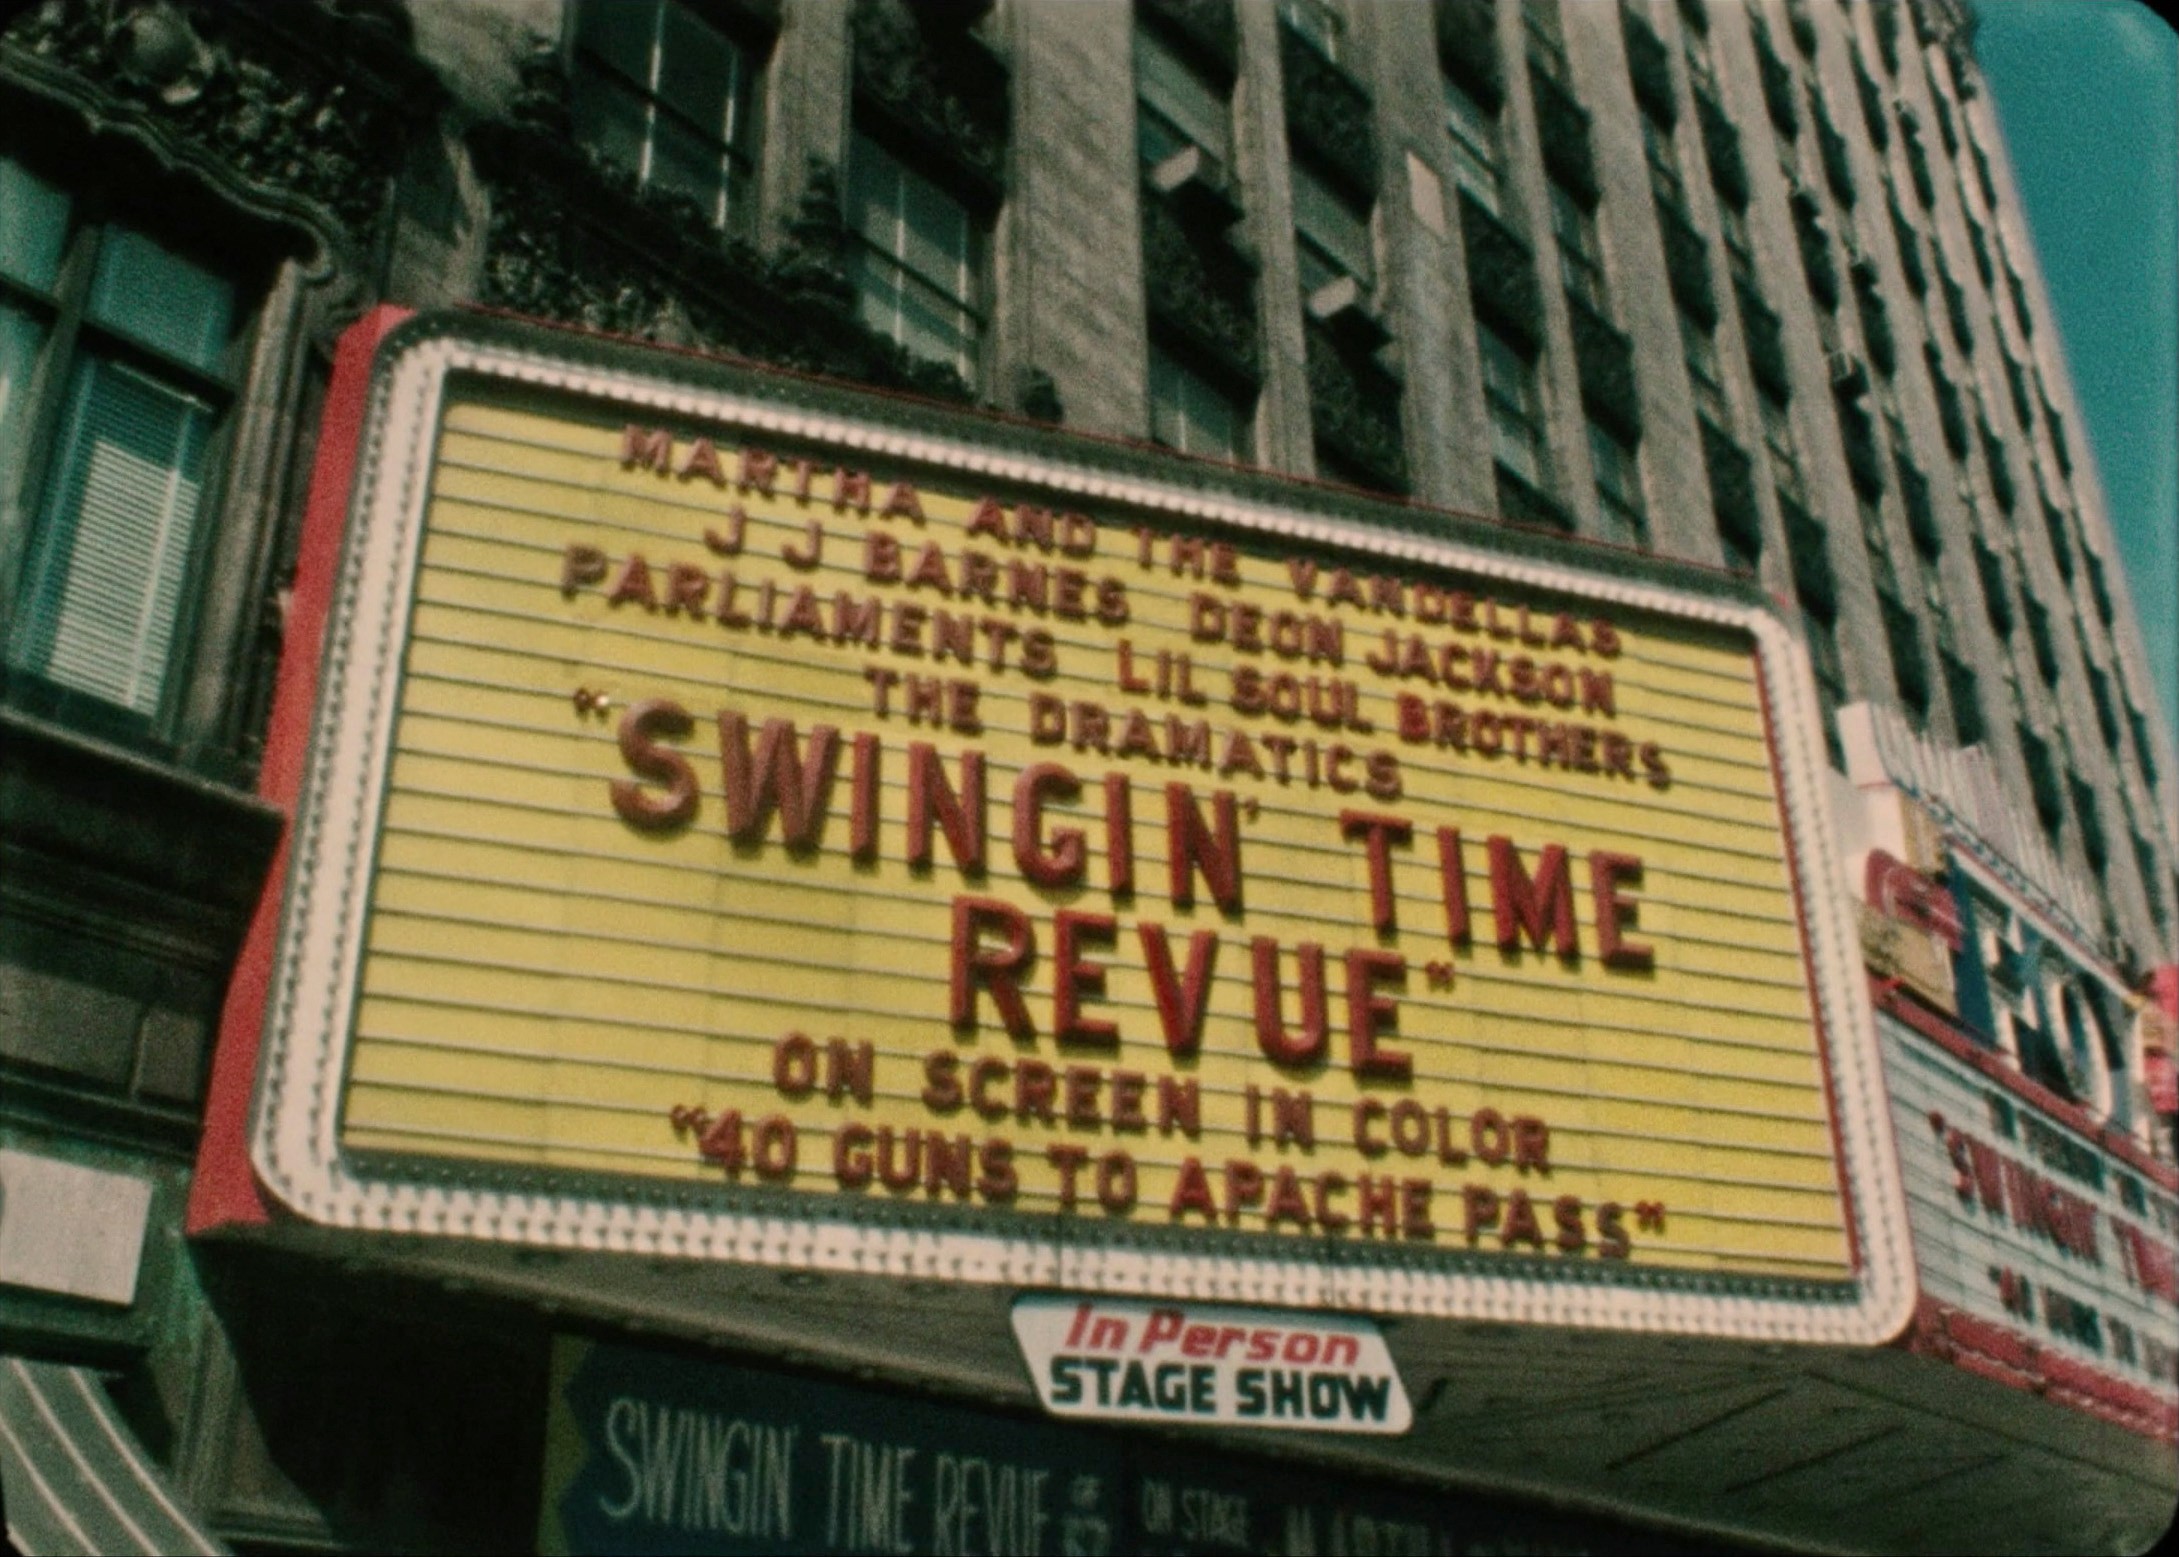 MARTHA AND THE VANDELLAS
J J BARNES DEON JACKSON
PARLIAMENTS LIL SOUL BROTHERS
THE DRAMATICS
"SWINGIN' TIME
REVUE"
ON SCREEN IN COLOR
"40 GUNS TO APACHE PASS"
In Person
STAGE SHOW
SWINGIN' TIME REVUE
ON STAGE
FO
"SWINGIN' TIME